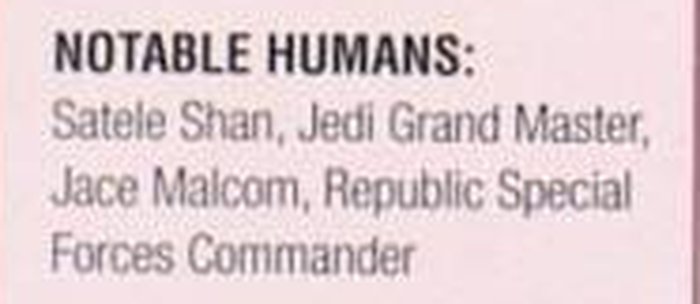 NOTABLE HUMANS:
Satele Shan, Jedi Grand Master,
Jace Malcom, Republic Special
Forces Commander